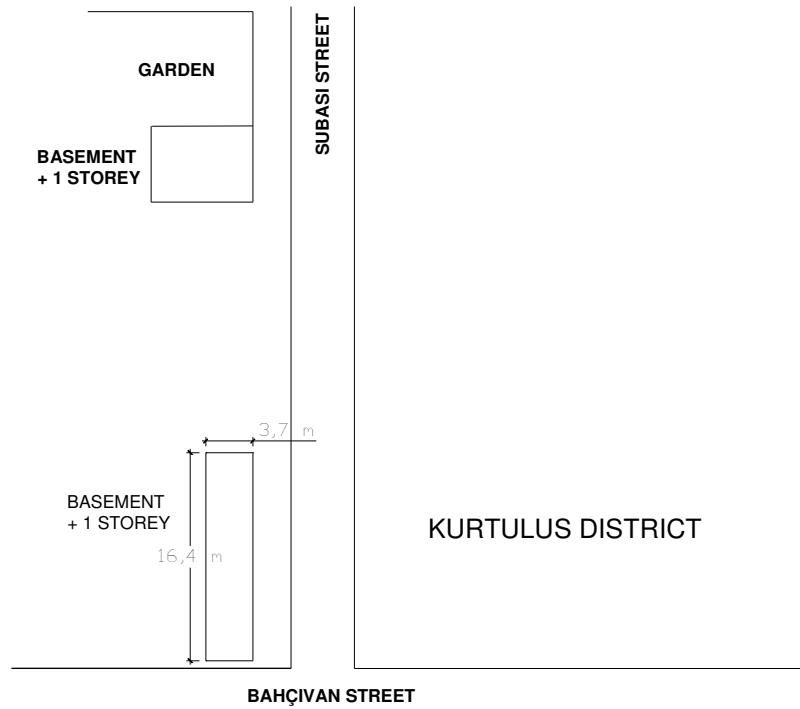 GARDEN
SUBASI STREET
BASEMENT
+ 1 STOREY
3,7 m
BASEMENT
+ 1 STOREY
16,4 m
KURTULUS DISTRICT
BAHÇIVAN STREET